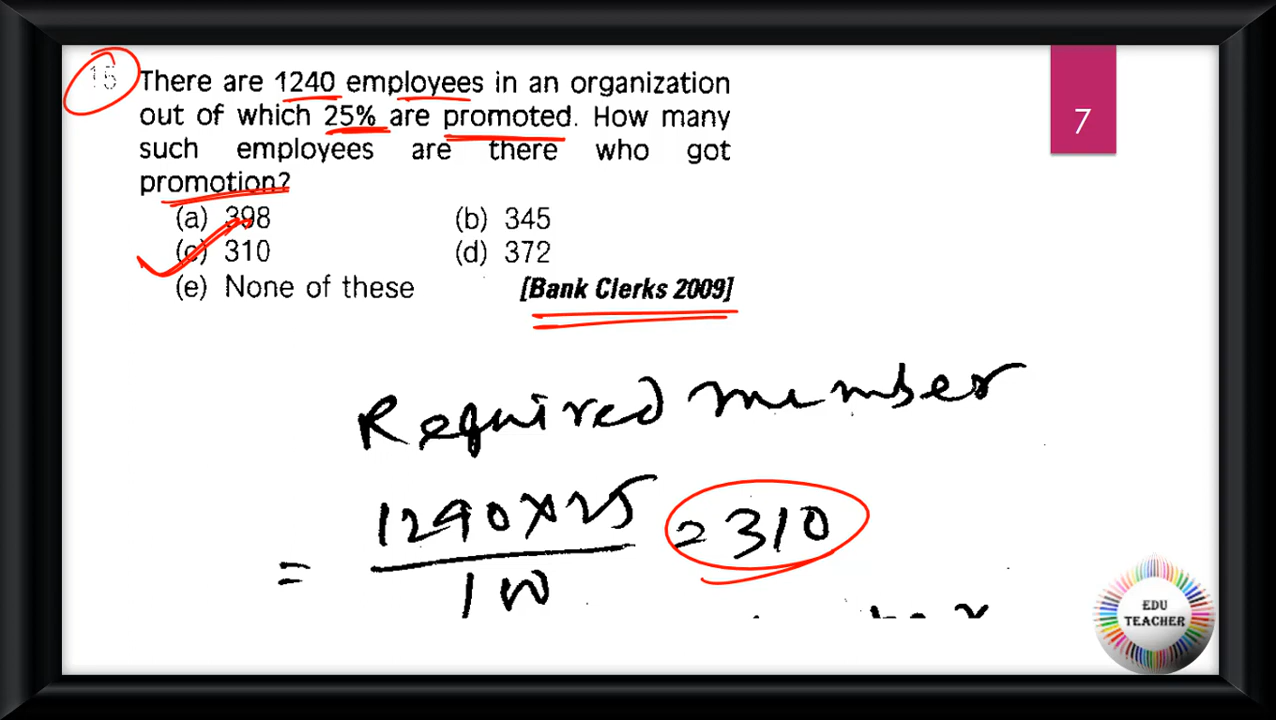 16 There are 1240 employees in an organization
out of which 25% are promoted. How many
such employees are there who got
promotion?
(a) 398 (b) 345
(c) 310 (d) 372
(e) None of these [Bank Clerks 2009]
7
Required member
= 1240×25 = 310
100
EDU
TEACHER